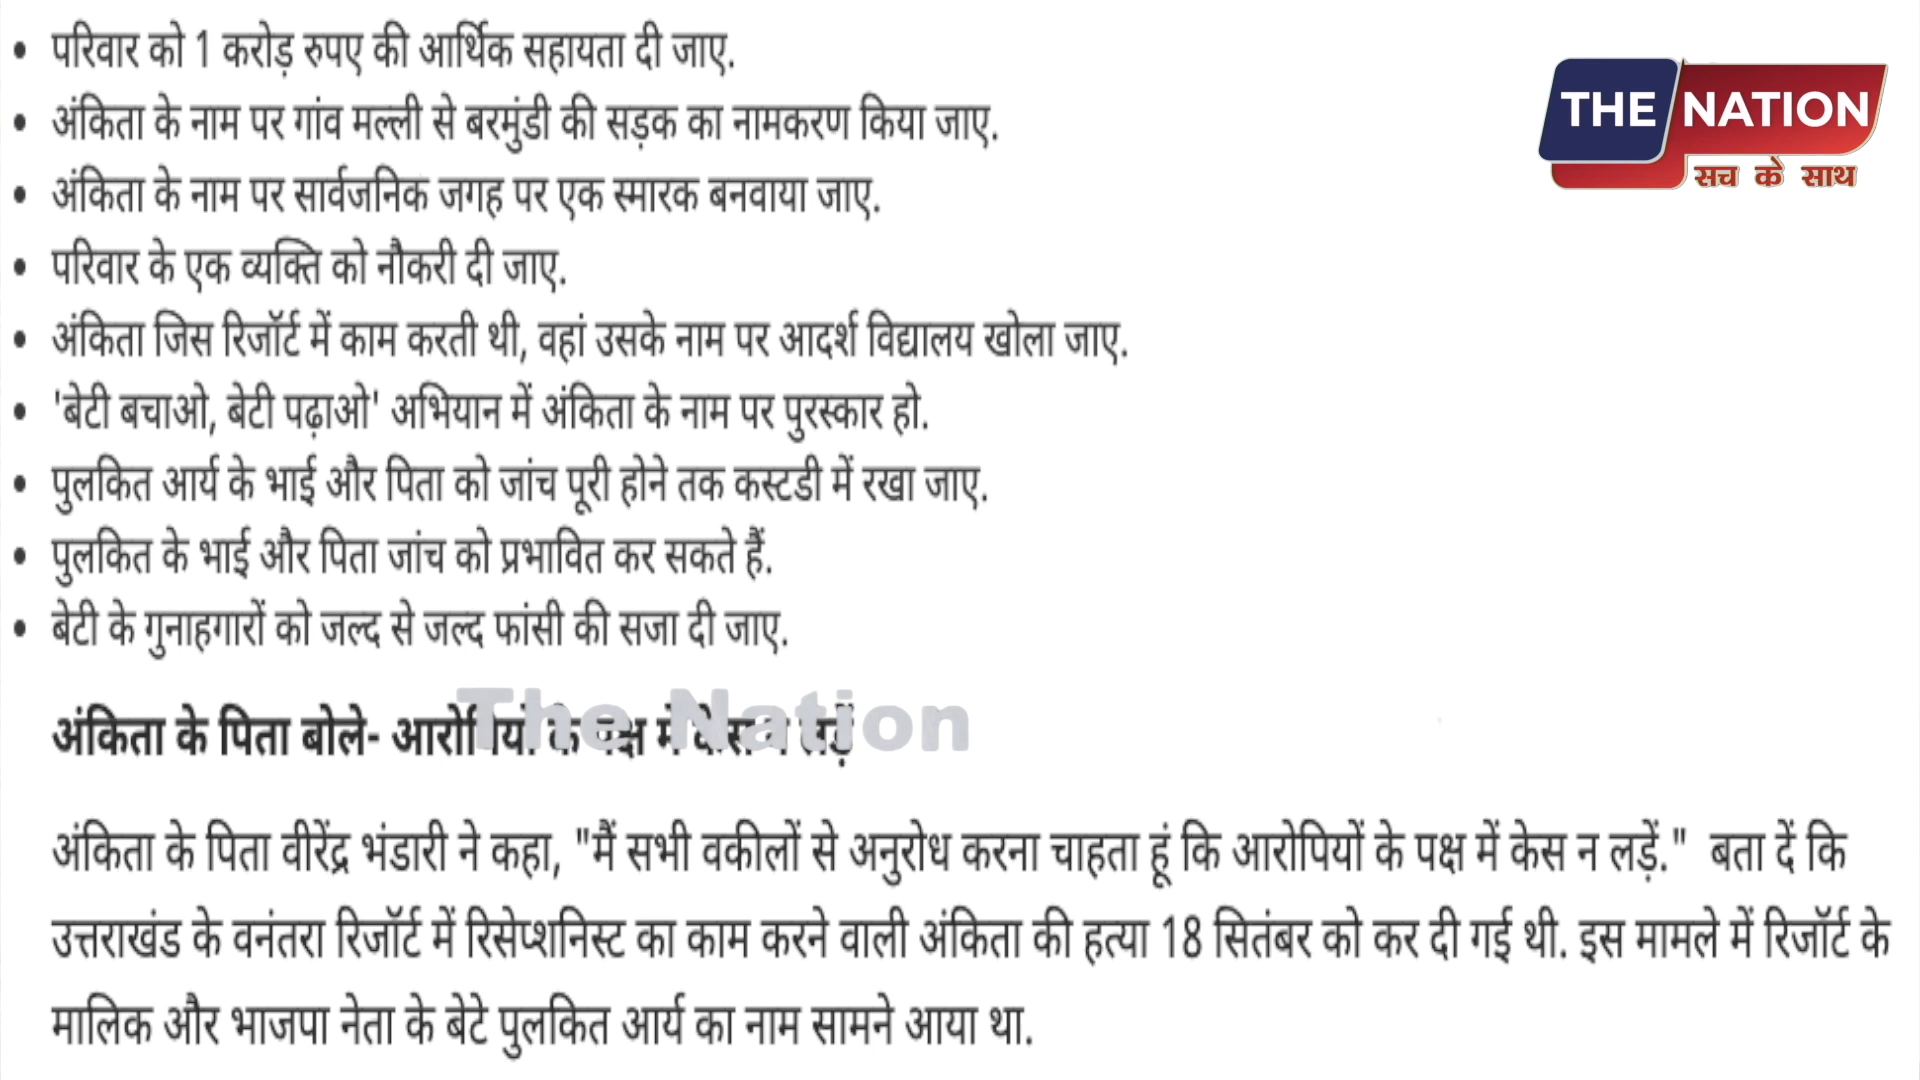 • परिवार को 1 करोड़ रुपए की आर्थिक सहायता दी जाए.
• अंकिता के नाम पर गांव मल्ली से बरमुंडी की सड़क का नामकरण किया जाए.
• अंकिता के नाम पर सार्वजनिक जगह पर एक स्मारक बनवाया जाए.
• परिवार के एक व्यक्ति को नौकरी दी जाए.
• अंकिता जिस रिजॉर्ट में काम करती थी, वहां उसके नाम पर आदर्श विद्यालय खोला जाए.
• 'बेटी बचाओ, बेटी पढ़ाओ' अभियान में अंकिता के नाम पर पुरस्कार हो.
• पुलकित आर्य के भाई और पिता को जांच पूरी होने तक कस्टडी में रखा जाए.
• पुलकित के भाई और पिता जांच को प्रभावित कर सकते हैं.
• बेटी के गुनाहगारों को जल्द से जल्द फांसी की सजा दी जाए.
THE NATION
सच के साथ
अंकिता के पिता बोले- आरोपियों के पक्ष में केस न लड़ें
The Nation
अंकिता के पिता वीरेंद्र भंडारी ने कहा, "मैं सभी वकीलों से अनुरोध करना चाहता हूं कि आरोपियों के पक्ष में केस न लड़ें." बता दें कि
उत्तराखंड के वनंतरा रिजॉर्ट में रिसेप्शनिस्ट का काम करने वाली अंकिता की हत्या 18 सितंबर को कर दी गई थी. इस मामले में रिजॉर्ट के
मालिक और भाजपा नेता के बेटे पुलकित आर्य का नाम सामने आया था.